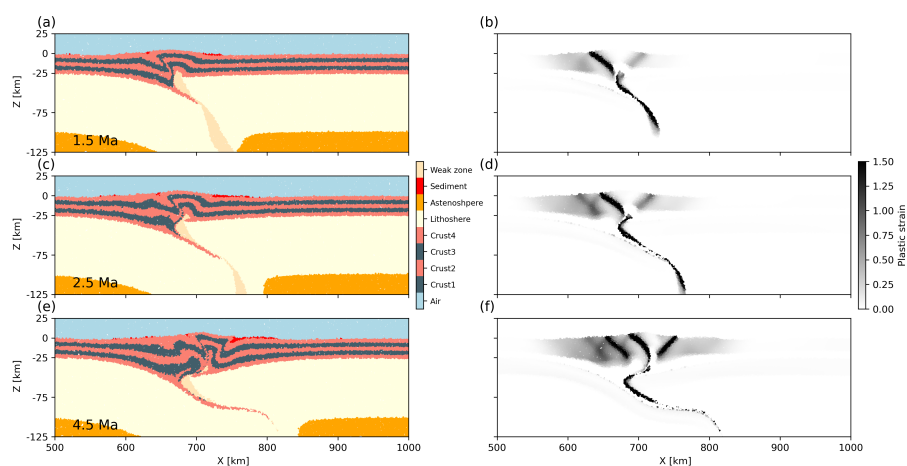 (a)
(b)
25
0
-25
-75
-125
Z [km]
1.5 Ma
(c)
(d)
25
0
-25
-75
-125
Z [km]
2.5 Ma
Weak zone
Sediment
Astenoshpere
Lithoshere
Crust4
Crust3
Crust2
Crust1
Air
1.50
1.25
1.00
0.75
0.50
0.25
0.00
Plastic strain
(e)
(f)
25
0
-25
-75
-125
Z [km]
4.5 Ma
500 600 700 800 900 1000
X [km]
500 600 700 800 900 1000
X [km]